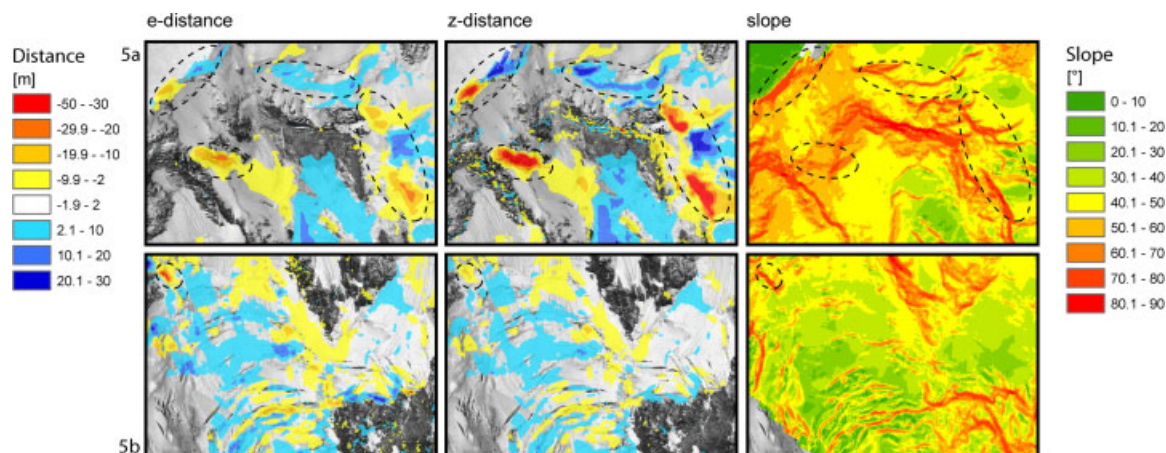 e-distance z-distance slope
Distance
[m]
5a
-50 - -30
-29.9 - -20
-19.9 - -10
-9.9 - -2
-1.9 - 2
2.1 - 10
10.1 - 20
20.1 - 30
5b
Slope
[°]
0 - 10
10.1 - 20
20.1 - 30
30.1 - 40
40.1 - 50
50.1 - 60
60.1 - 70
70.1 - 80
80.1 - 90